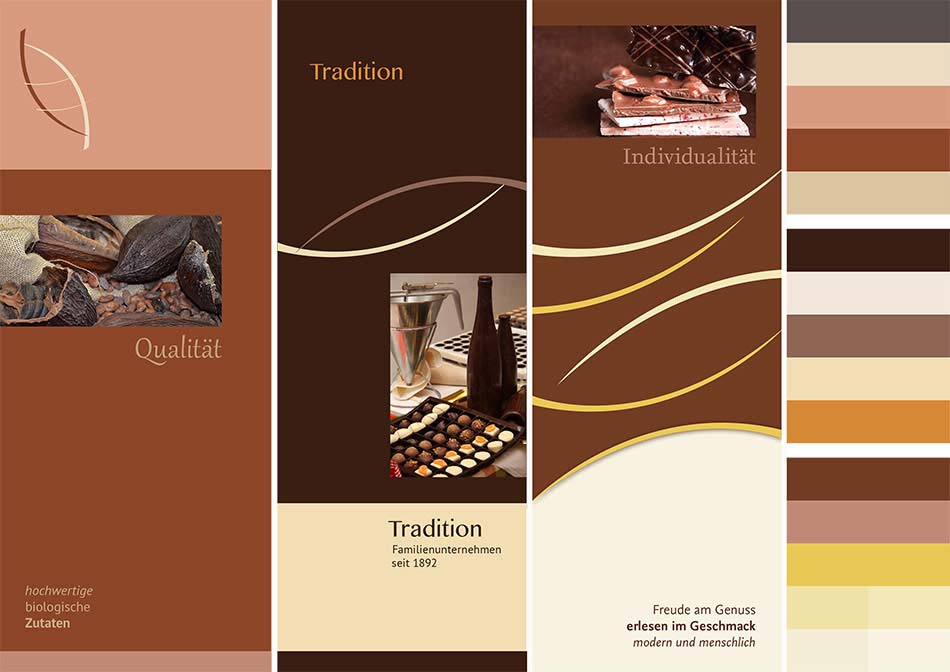 Qualität
hochwertige
biologische
Zutaten
Tradition
Tradition
Familienunternehmen
seit 1892
Individualität
Freude am Genuss
erlesen im Geschmack
modern und menschlich